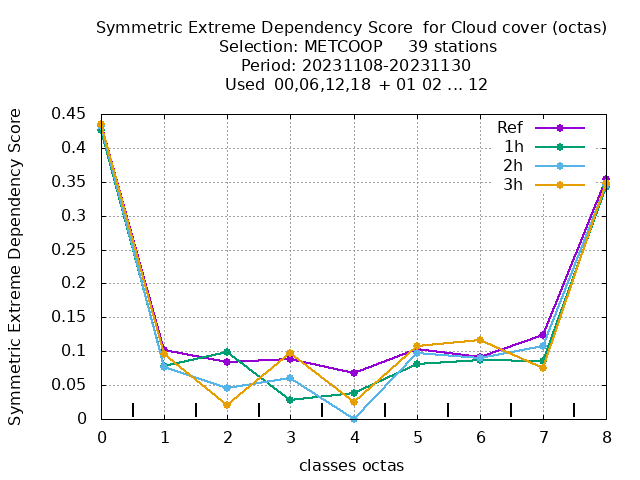 Symmetric Extreme Dependency Score  for Cloud cover (octas)
Selection: METCOOP     39 stations
Period: 20231108-20231130
Used  00,06,12,18 + 01 02 ... 12
Symmetric Extreme Dependency Score
0.45
0.4
0.35
0.3
0.25
0.2
0.15
0.1
0.05
0
Ref
1h
2h
3h
0 1 2 3 4 5 6 7 8
classes octas